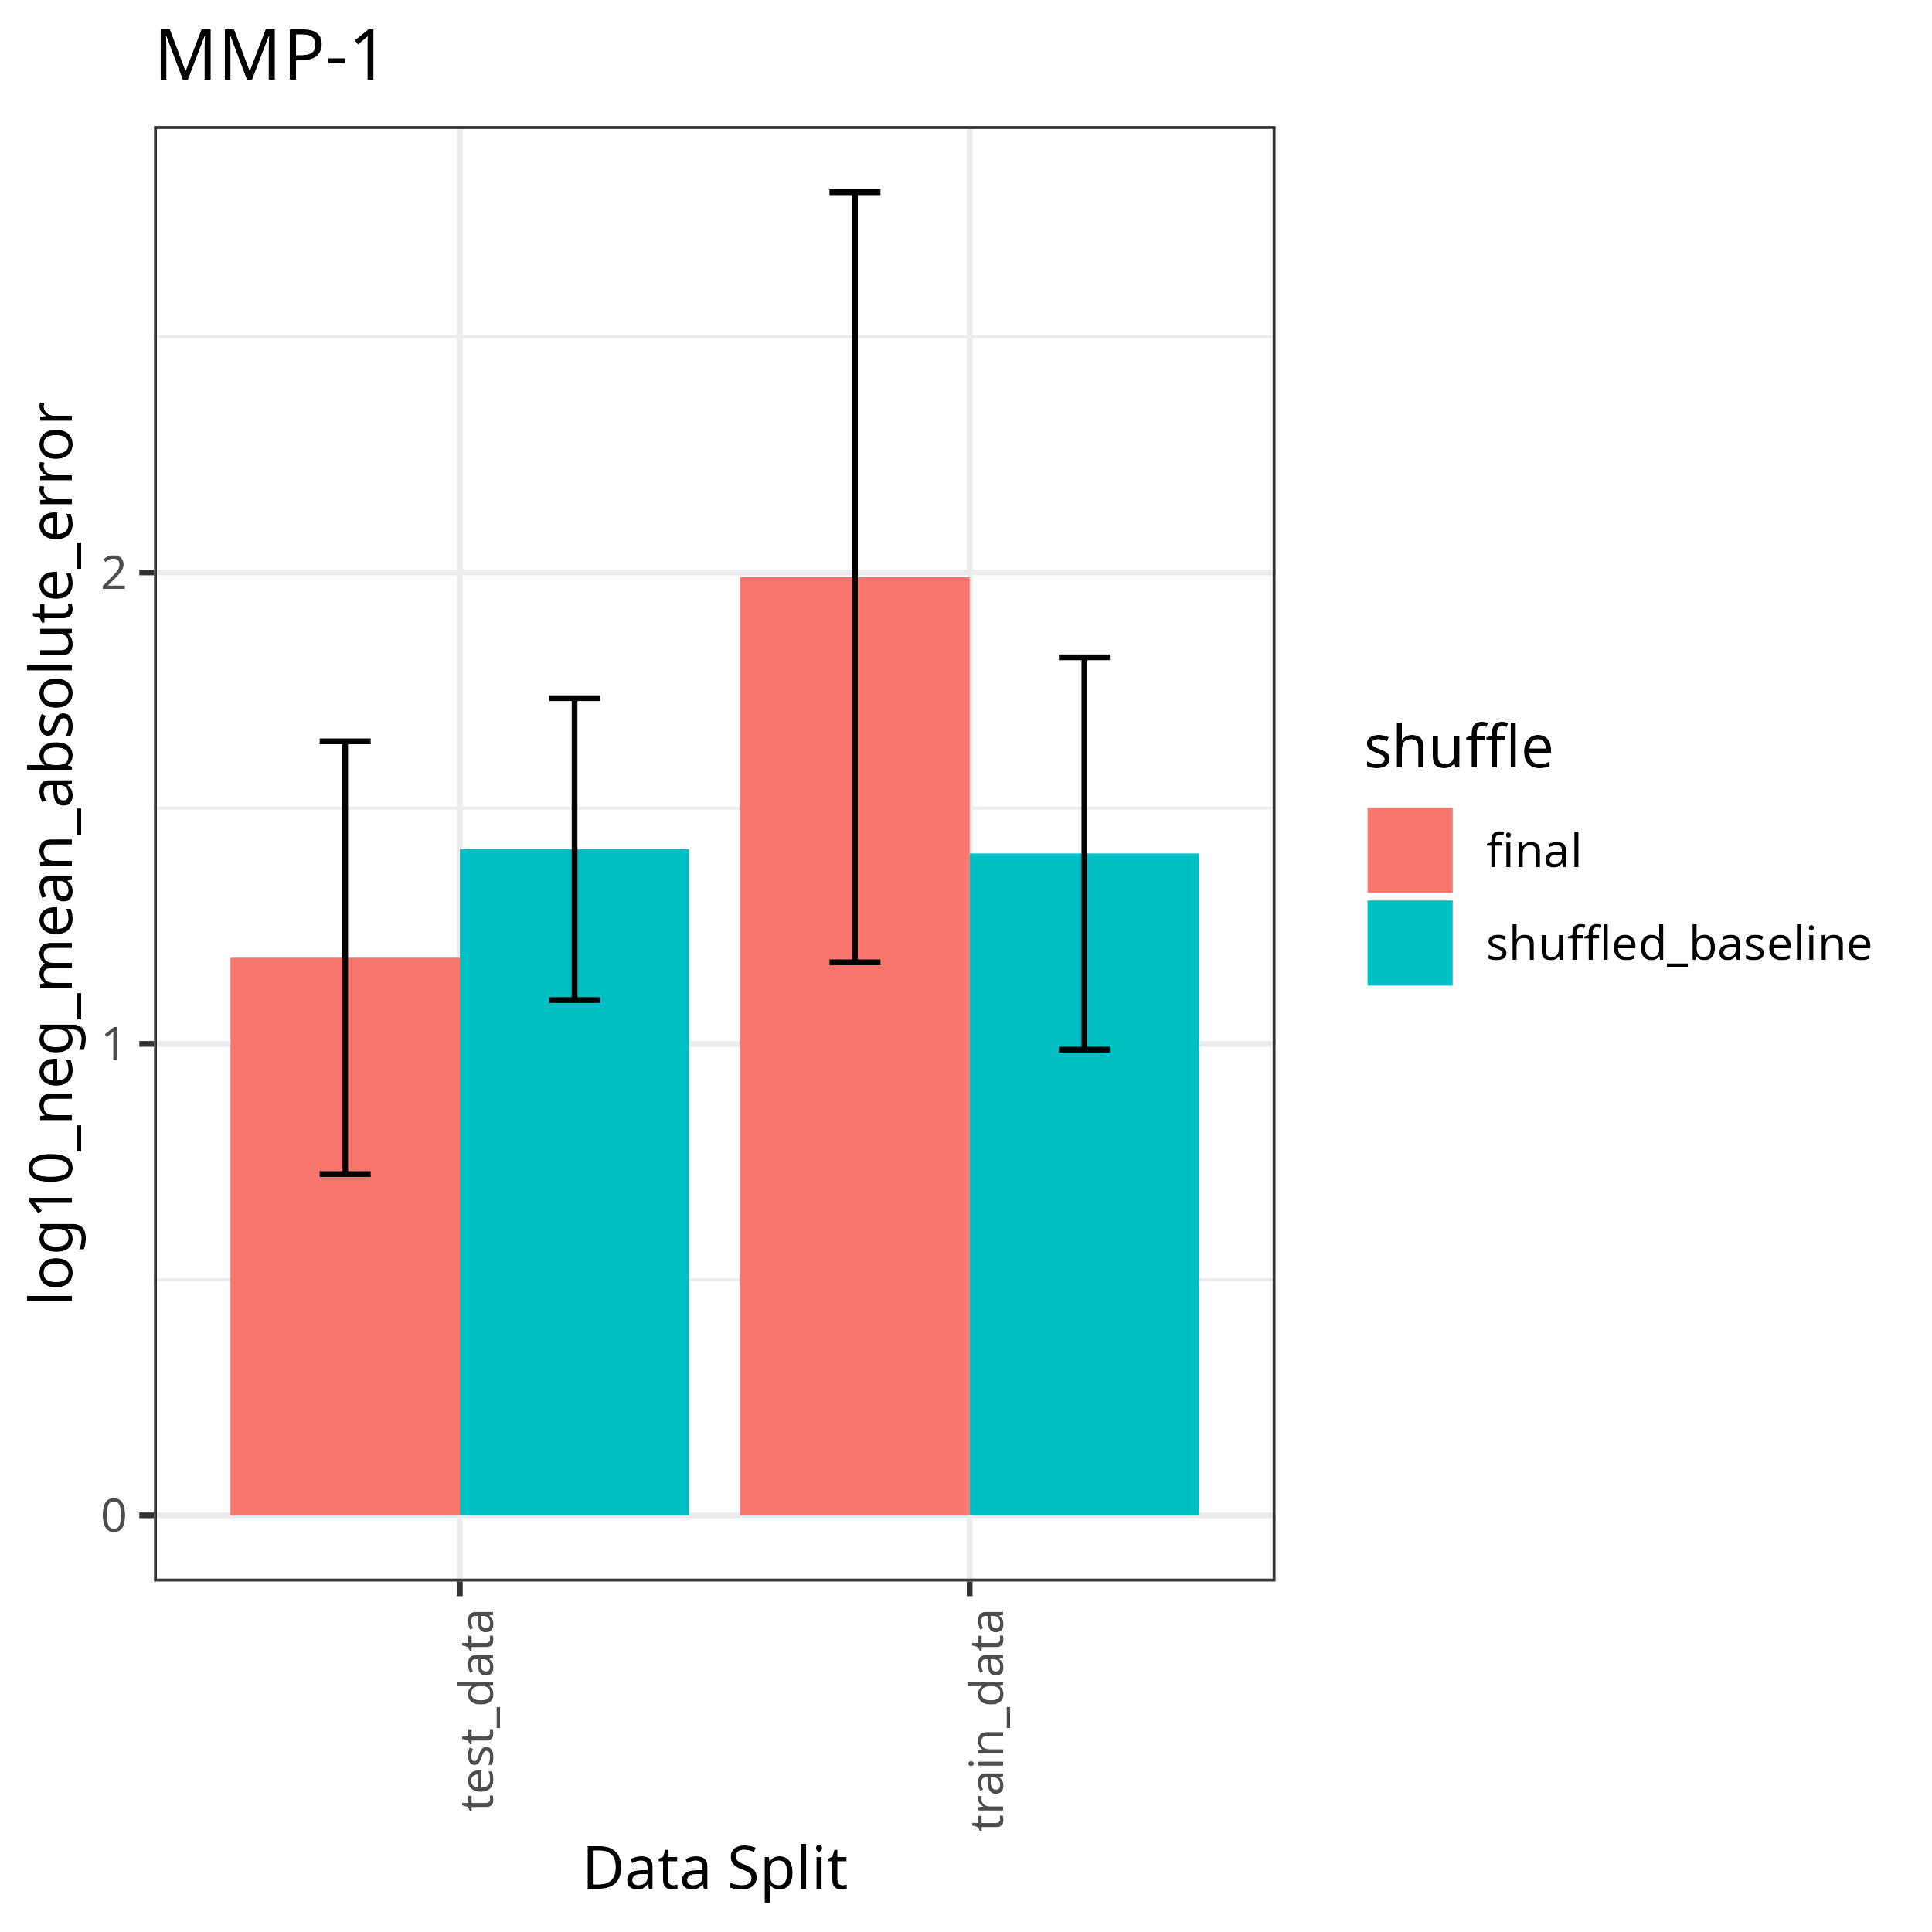 MMP-1
log10_neg_mean_absolute_error
2
1
0
test_data
train_data
Data Split
shuffle
final
shuffled_baseline